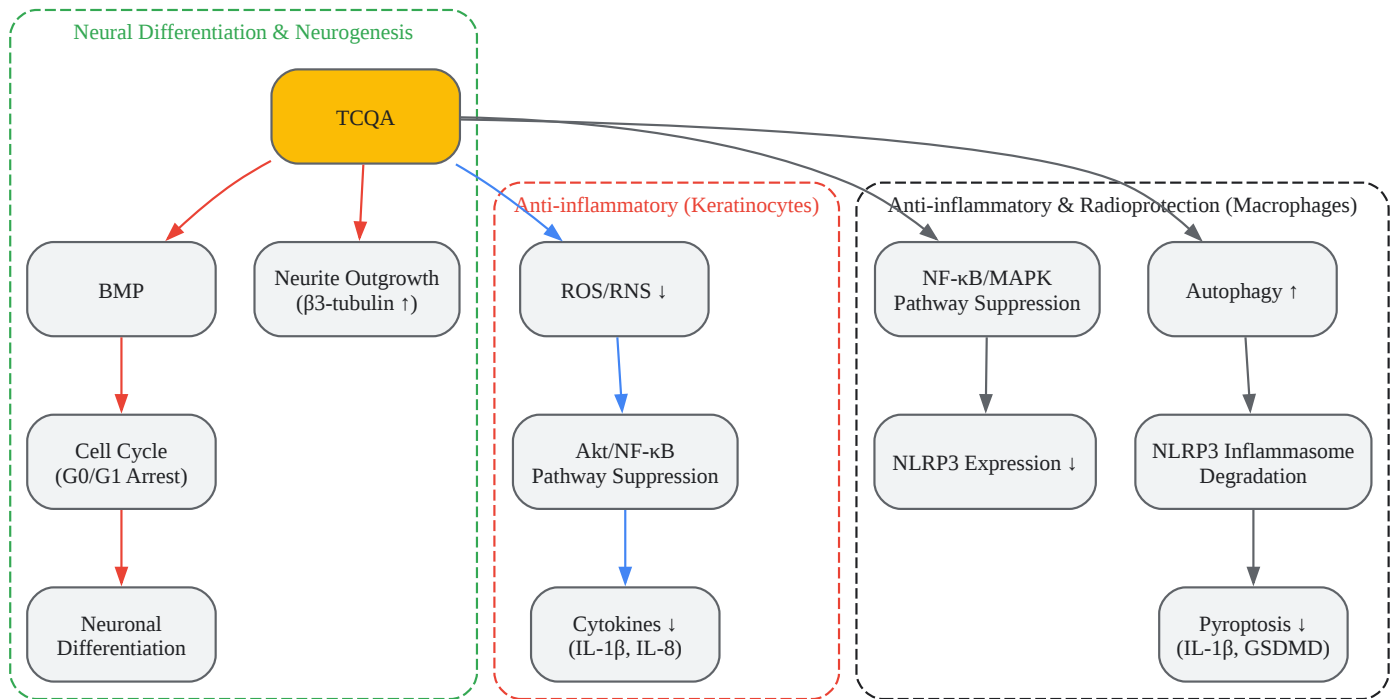 Neural Differentiation & Neurogenesis
TCQA
Anti-inflammatory (Keratinocytes)
Anti-inflammatory & Radioprotection (Macrophages)
BMP
Neurite Outgrowth
(β3-tubulin ↑)
ROS/RNS ↓
NF-κB/MAPK
Pathway Suppression
Autophagy ↑
Cell Cycle
(G0/G1 Arrest)
Akt/NF-κB
Pathway Suppression
NLRP3 Expression ↓
NLRP3 Inflammasome
Degradation
Neuronal
Differentiation
Cytokines ↓
(IL-1β, IL-8)
Pyroptosis ↓
(IL-1β, GSDMD)